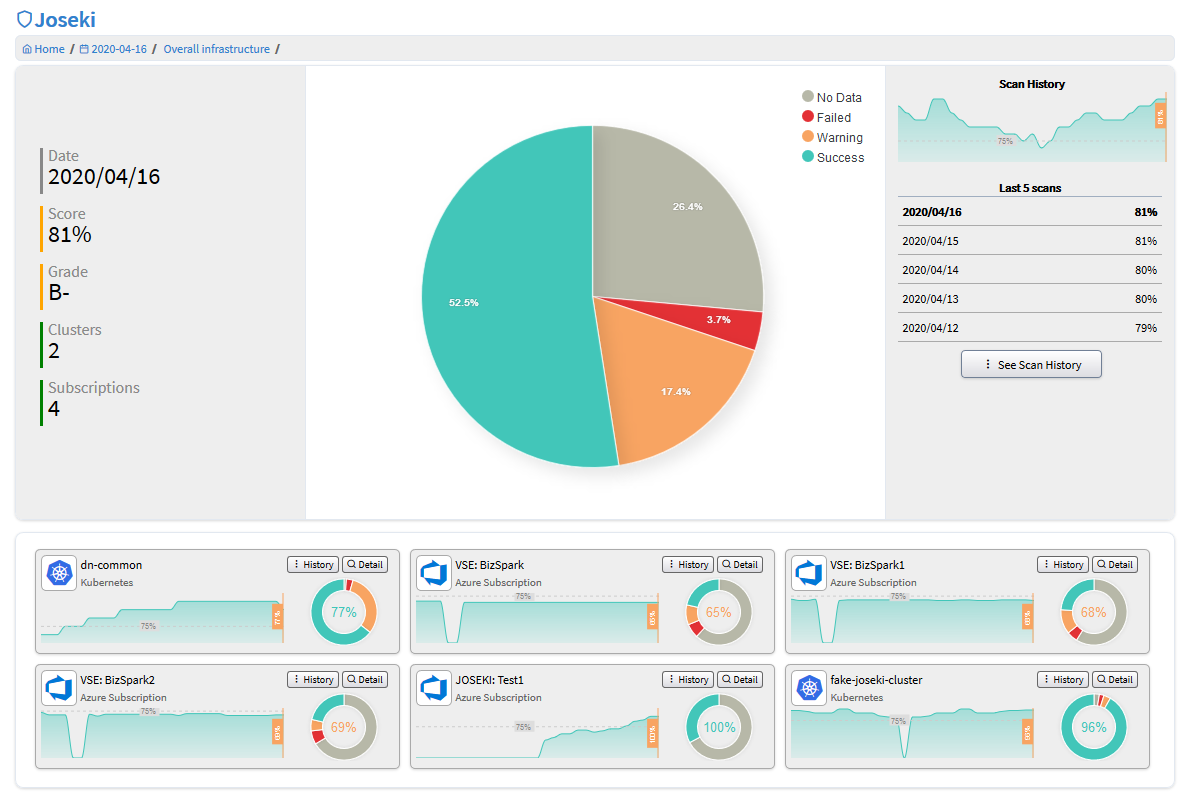 Joseki
Home / 2020-04-16 / Overall infrastructure /
Date
2020/04/16
Score
81%
Grade
B-
Clusters
2
Subscriptions
4
No Data
Failed
Warning
Success
26.4%
3.7%
17.4%
52.5%
Scan History
81%
75%
Last 5 scans
2020/04/16 81%
2020/04/15 81%
2020/04/14 80%
2020/04/13 80%
2020/04/12 79%
See Scan History
dn-common
Kubernetes
History Detail
75%
77%
77%
VSE: BizSpark
Azure Subscription
History Detail
75%
65%
65%
VSE: BizSpark1
Azure Subscription
History Detail
75%
68%
VSE: BizSpark2
Azure Subscription
History Detail
75%
69%
JOSEKI: Test1
Azure Subscription
History Detail
75%
100%
100%
fake-joseki-cluster
Kubernetes
History Detail
75%
96%